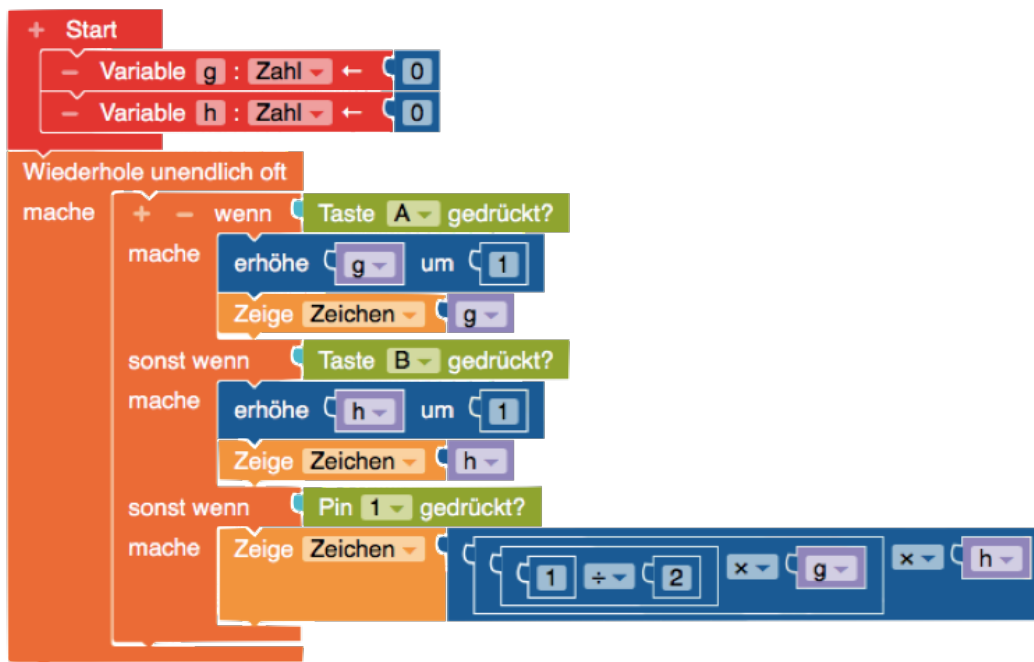 + Start
− Variable g : Zahl ← 0
− Variable h : Zahl ← 0
Wiederhole unendlich oft
mache + − wenn Taste A gedrückt?
mache erhöhe g um 1
Zeige Zeichen g
sonst wenn Taste B gedrückt?
mache erhöhe h um 1
Zeige Zeichen h
sonst wenn Pin 1 gedrückt?
mache Zeige Zeichen 1 ÷ 2 × g × h